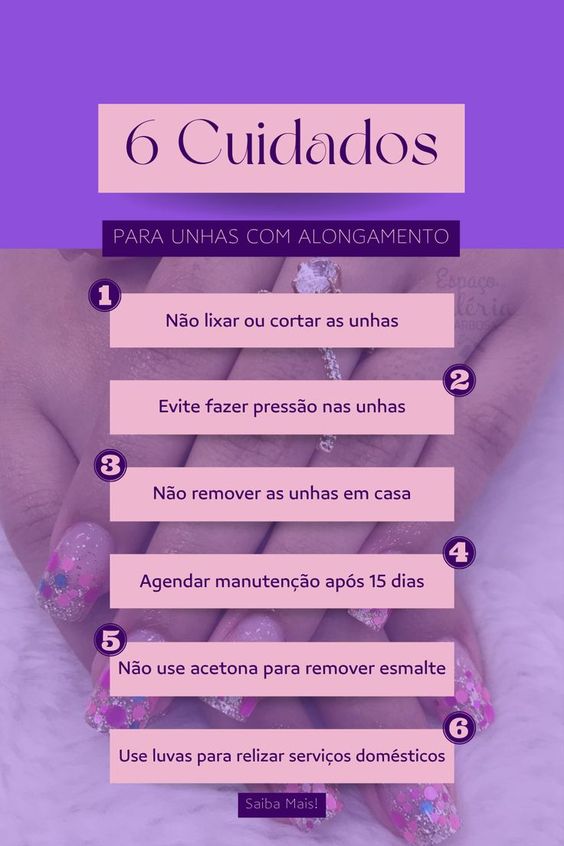 6 Cuidados
PARA UNHAS COM ALONGAMENTO
Espaço
1
Não lixar ou cortar as unhas
2
Evite fazer pressão nas unhas
3
Não remover as unhas em casa
4
Agendar manutenção após 15 dias
5
Não use acetona para remover esmalte
6
Use luvas para relizar serviços domésticos
Saiba Mais!